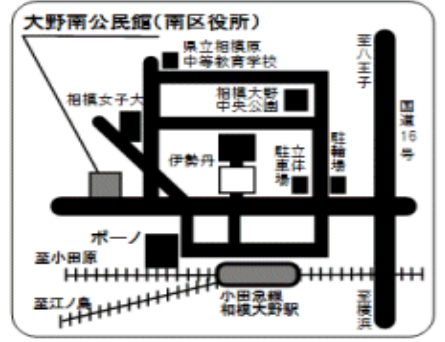 大野南公民館(南区役所)
県立相模原
中等教育学校
相模女子大
相模大野
中央公園
伊勢丹
立体
駐車場
駐輪場
至八王子
国道16号
ボーノ
至小田原
至江ノ島
小田急線
相模大野駅
至横浜